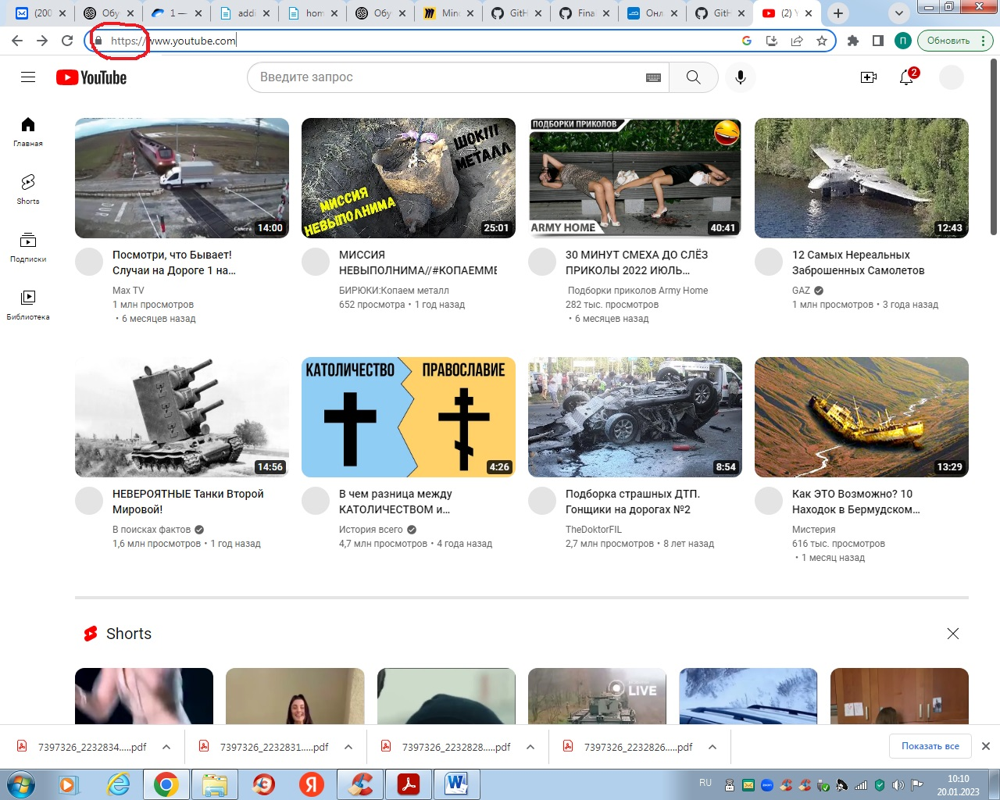 (200
Обу
1 —
addi
hom
Обу
Minc
GitH
Fina
Онл
GitH
(2) Y
https://www.youtube.com
П
Обновить
YouTube
Введите запрос
2
Главная
Shorts
Подписки
Библиотека
Camera
14:00
Посмотри, что Бывает!
Случаи на Дороге 1 на...
Max TV
1 млн просмотров
• 6 месяцев назад
ШОК!!!
МЕТАЛЛ
МИССИЯ
НЕВЫПОЛНИМА
25:01
МИССИЯ
НЕВЫПОЛНИМА//#КОПАЕММЕ
БИРЮКИ:Копаем металл
652 просмотра • 1 год назад
ПОДБОРКИ ПРИКОЛОВ
ARMY HOME
40:41
30 МИНУТ СМЕХА ДО СЛЁЗ
ПРИКОЛЫ 2022 ИЮЛЬ...
Подборки приколов Army Home
282 тыс. просмотров
• 6 месяцев назад
12:43
12 Самых Нереальных
Заброшенных Самолетов
GAZ
1 млн просмотров • 3 года назад
14:56
НЕВЕРОЯТНЫЕ Танки Второй
Мировой!
В поисках фактов
1,6 млн просмотров • 1 год назад
КАТОЛИЧЕСТВО
ПРАВОСЛАВИЕ
4:26
В чем разница между
КАТОЛИЧЕСТВОМ и...
История всего
4,7 млн просмотров • 4 года назад
8:54
Подборка страшных ДТП.
Гонщики на дорогах №2
TheDoktorFIL
2,7 млн просмотров • 8 лет назад
13:29
Как ЭТО Возможно? 10
Находок в Бермудском...
Мистерия
616 тыс. просмотров
• 1 месяц назад
Shorts
LIVE
7397326_2232834.....pdf
7397326_2232831.....pdf
7397326_2232828.....pdf
7397326_2232826.....pdf
Показать все
RU
10:10
20.01.2023